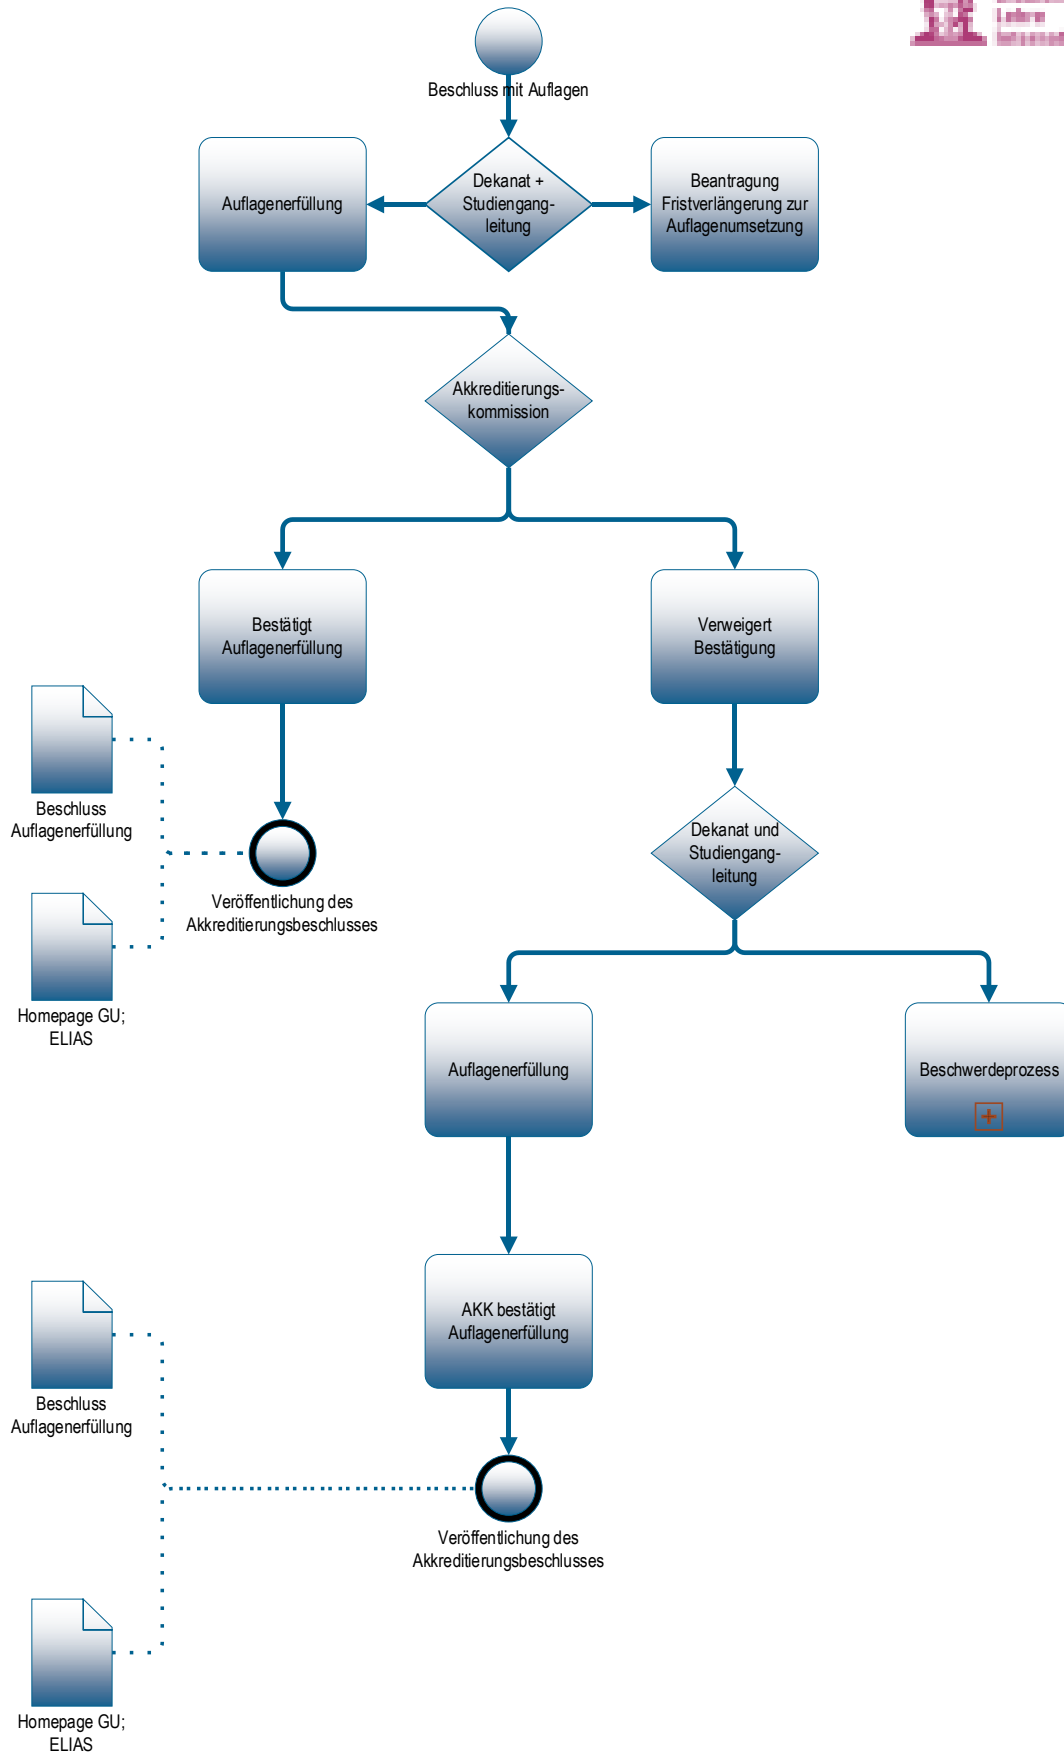 Lehre
Beschluss mit Auflagen
Auflagenerfüllung
Dekanat +
Studiengang-
leitung
Beantragung
Fristverlängerung zur
Auflagenumsetzung
Akkreditierungs-
kommission
Bestätigt
Auflagenerfüllung
Verweigert
Bestätigung
Beschluss
Auflagenerfüllung
Dekanat und
Studiengang-
leitung
Veröffentlichung des
Akkreditierungsbeschlusses
Homepage GU;
ELIAS
Auflagenerfüllung
Beschwerdeprozess
AKK bestätigt
Auflagenerfüllung
Beschluss
Auflagenerfüllung
Veröffentlichung des
Akkreditierungsbeschlusses
Homepage GU;
ELIAS